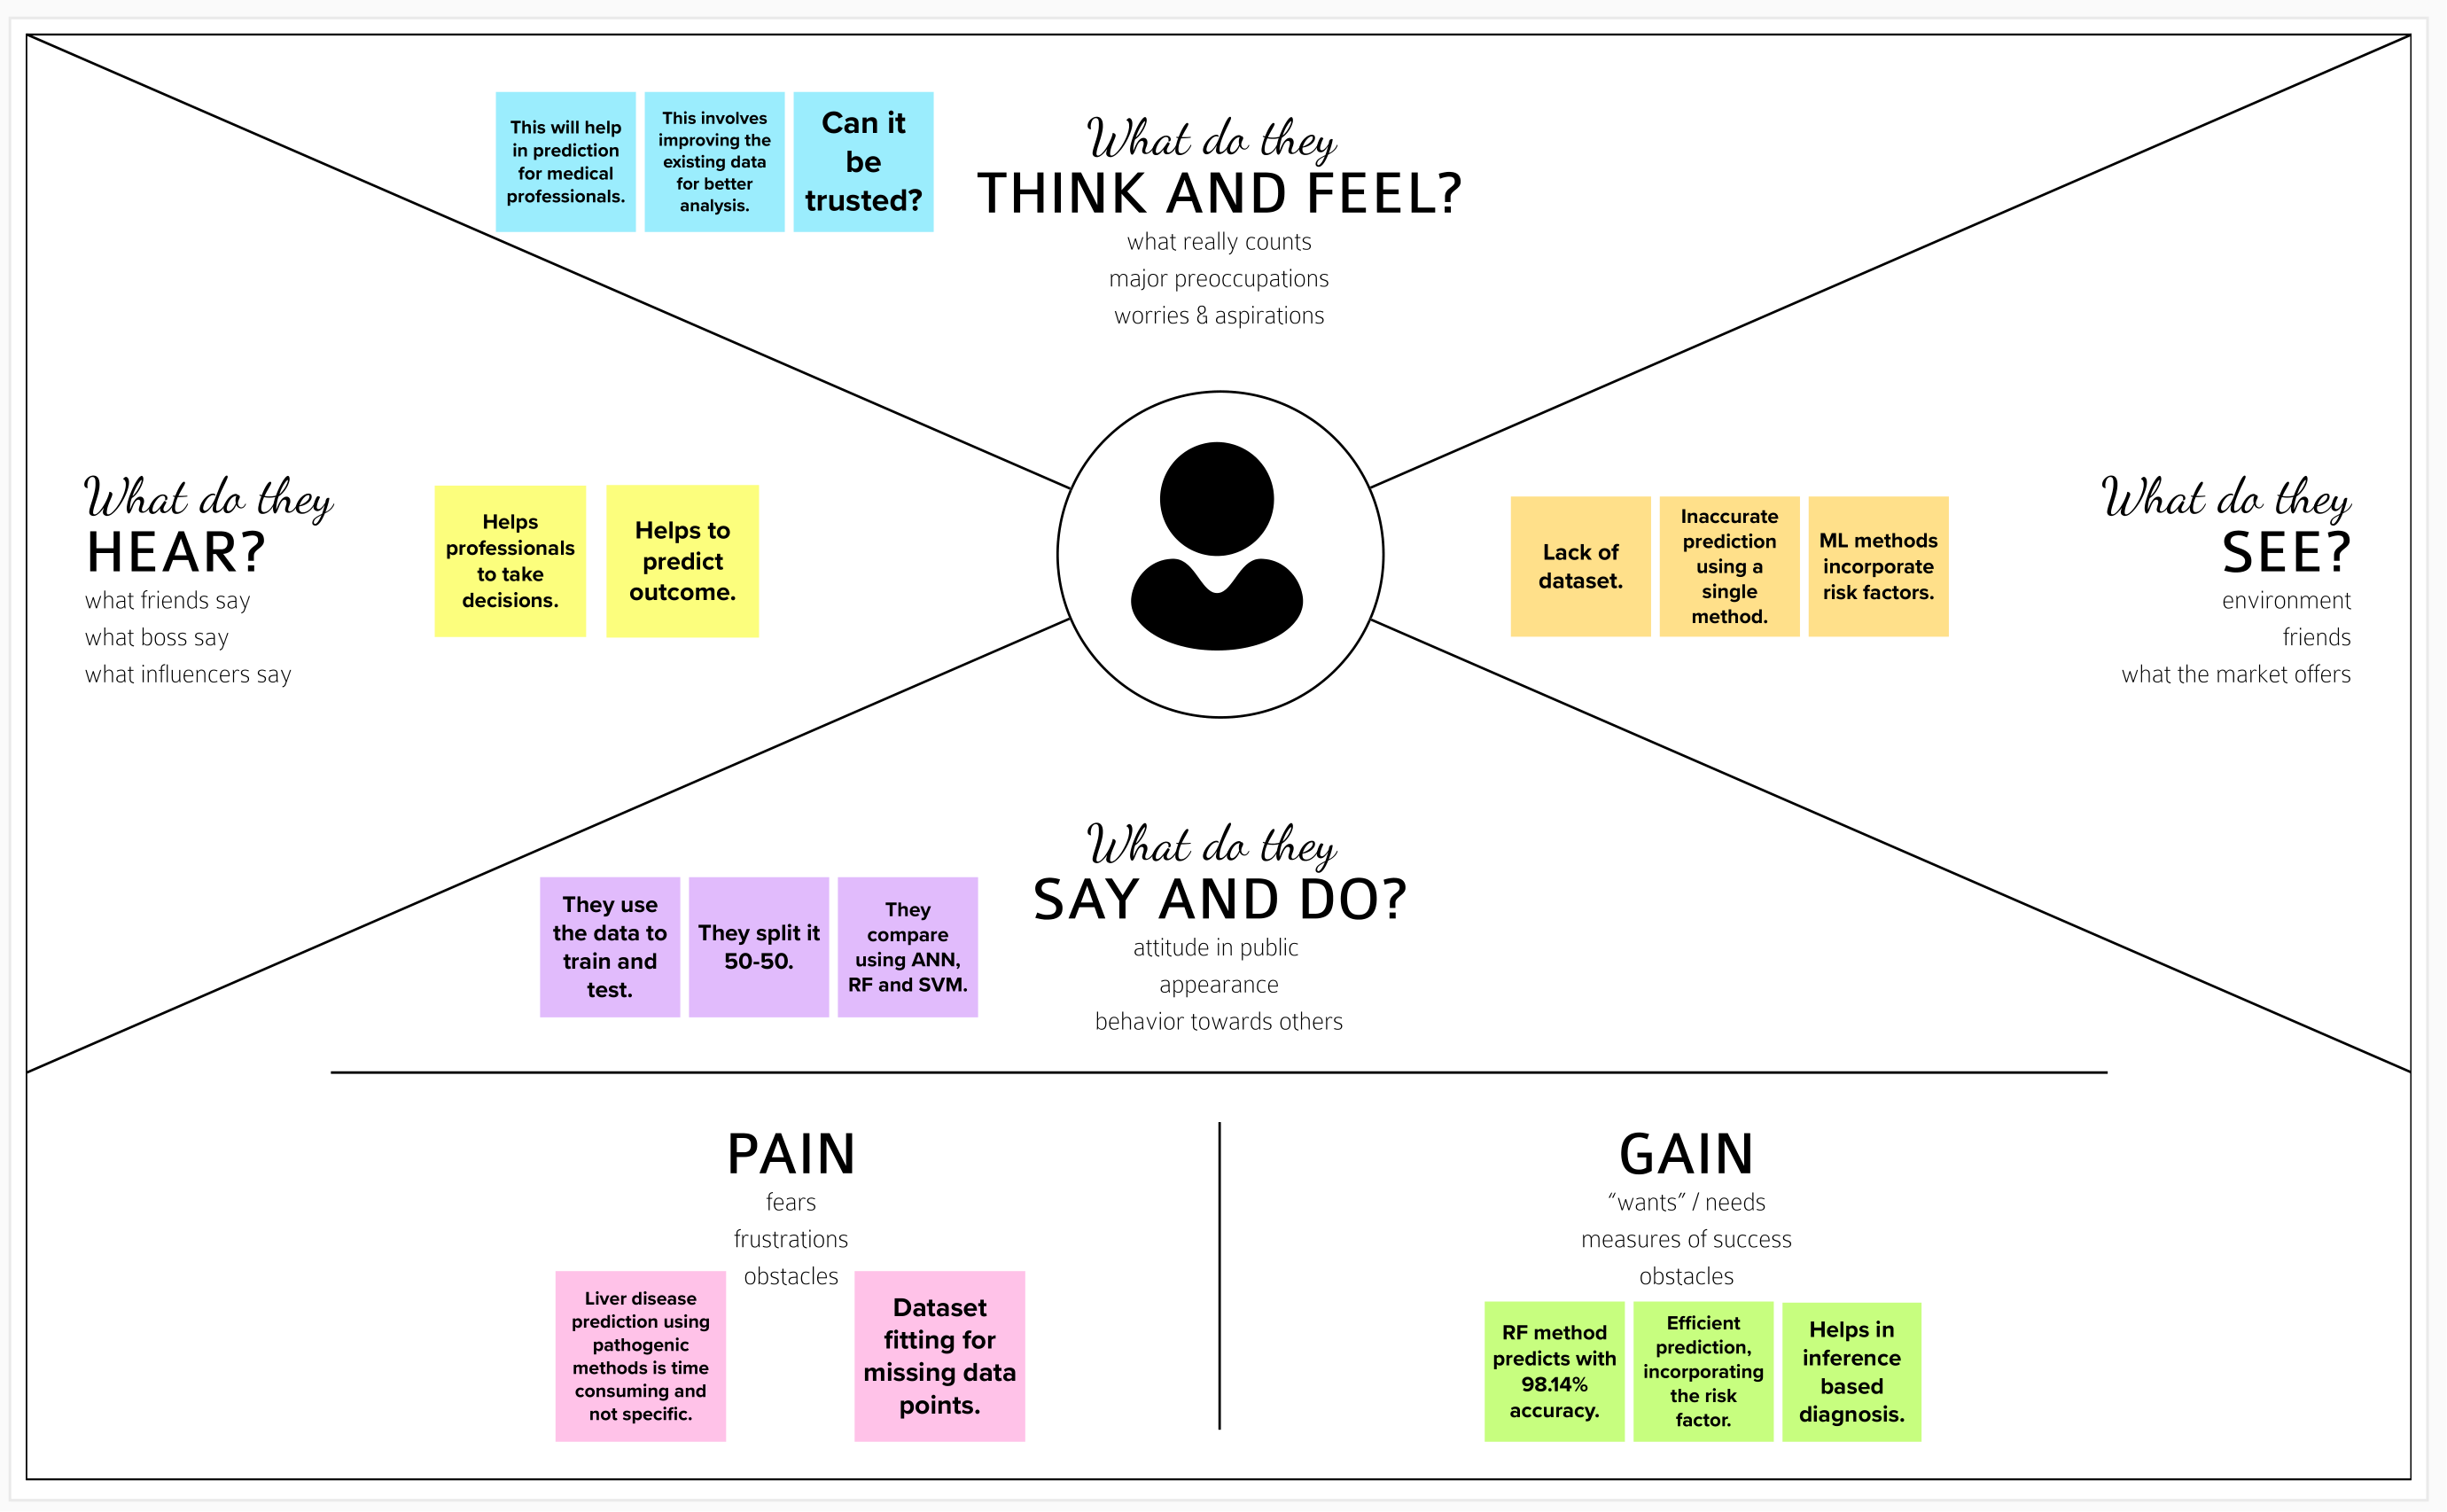 This will help
in prediction
for medical
professionals.
This involves
improving the
existing data
for better
analysis.
Can it
be
trusted?
What do they
THINK AND FEEL?
what really counts
major preoccupations
worries & aspirations
What do they
HEAR?
what friends say
what boss say
what influencers say
Helps
professionals
to take
decisions.
Helps to
predict
outcome.
Lack of
dataset.
Inaccurate
prediction
using a
single
method.
ML methods
incorporate
risk factors.
What do they
SEE?
environment
friends
what the market offers
They use
the data to
train and
test.
They split it
50-50.
They
compare
using ANN,
RF and SVM.
What do they
SAY AND DO?
attitude in public
appearance
behavior towards others
PAIN
fears
frustrations
obstacles
Liver disease
prediction using
pathogenic
methods is time
consuming and
not specific.
Dataset
fitting for
missing data
points.
GAIN
“wants” / needs
measures of success
obstacles
RF method
predicts with
98.14%
accuracy.
Efficient
prediction,
incorporating
the risk
factor.
Helps in
inference
based
diagnosis.